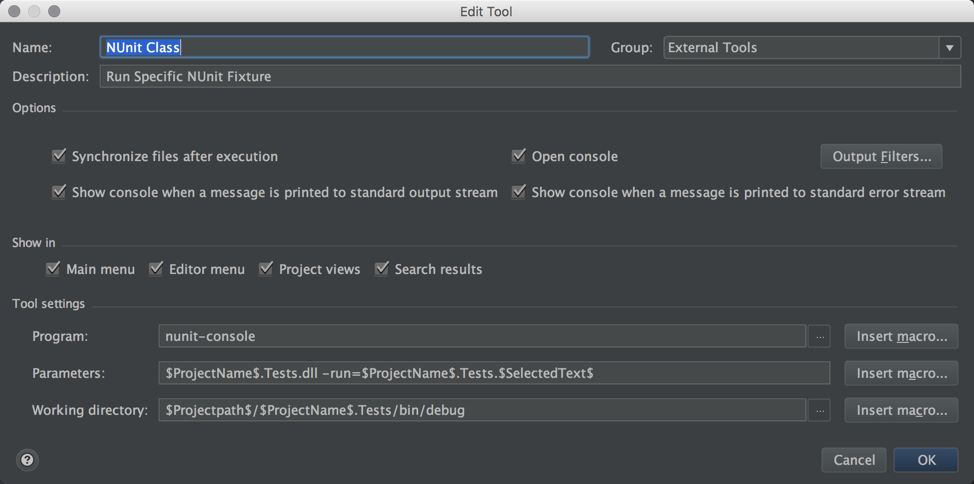 Edit Tool
Name: NUnit Class Group: External Tools
Description: Run Specific NUnit Fixture
Options
Synchronize files after execution Open console Output Filters...
Show console when a message is printed to standard output stream Show console when a message is printed to standard error stream
Show in
Main menu Editor menu Project views Search results
Tool settings
Program: nunit-console ... Insert macro...
Parameters: $ProjectName$.Tests.dll -run=$ProjectName$.Tests.$SelectedText$ Insert macro...
Working directory: $Projectpath$/$ProjectName$.Tests/bin/debug ... Insert macro...
? Cancel OK